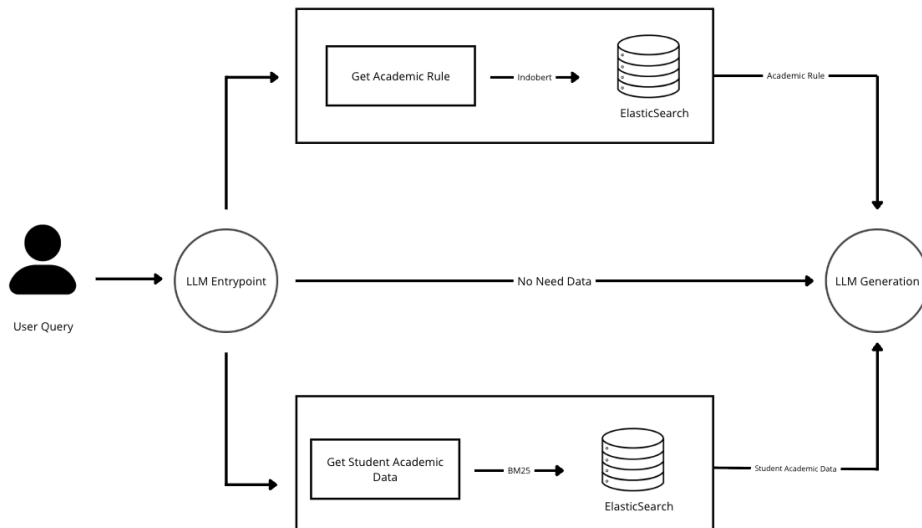 Get Academic Rule
Indobert
ElasticSearch
Academic Rule
User Query
LLM Entrypoint
No Need Data
LLM Generation
Get Student Academic
Data
BM25
ElasticSearch
Student Academic Data